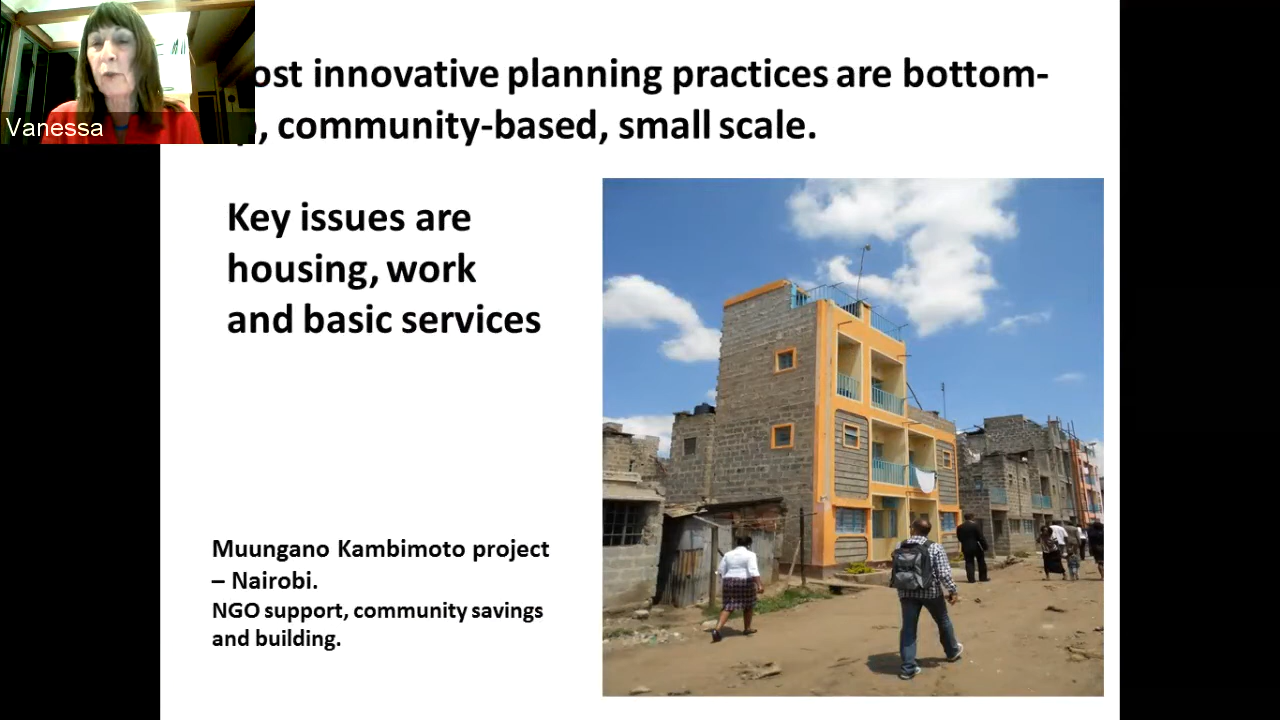 ost innovative planning practices are bottom-
Vanessa
, community-based, small scale.
Key issues are
housing, work
and basic services
Muungano Kambimoto project
– Nairobi.
NGO support, community savings
and building.